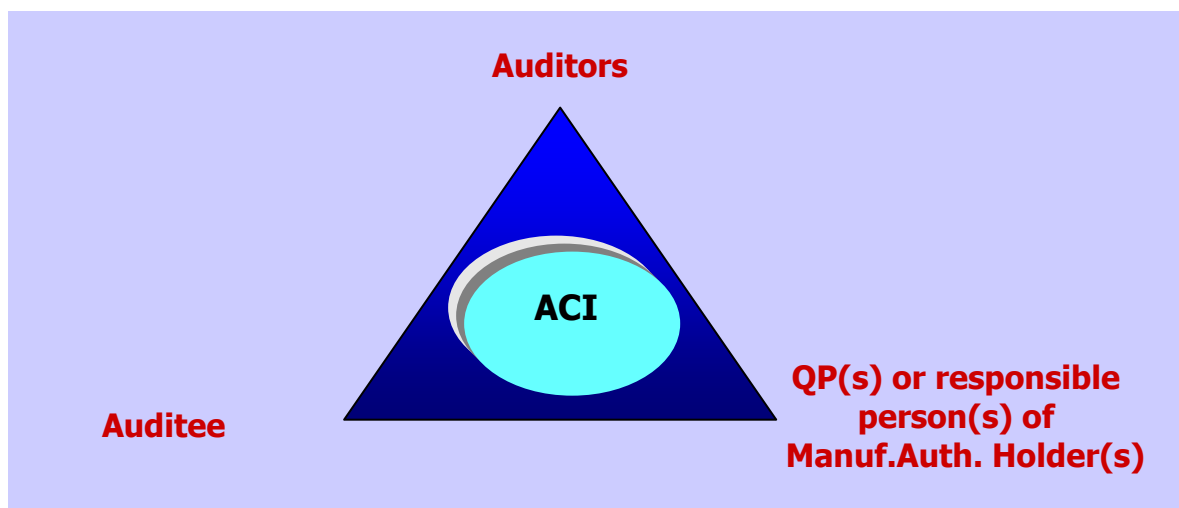 Auditors
ACI
Auditee
QP(s) or responsible
person(s) of
Manuf.Auth. Holder(s)